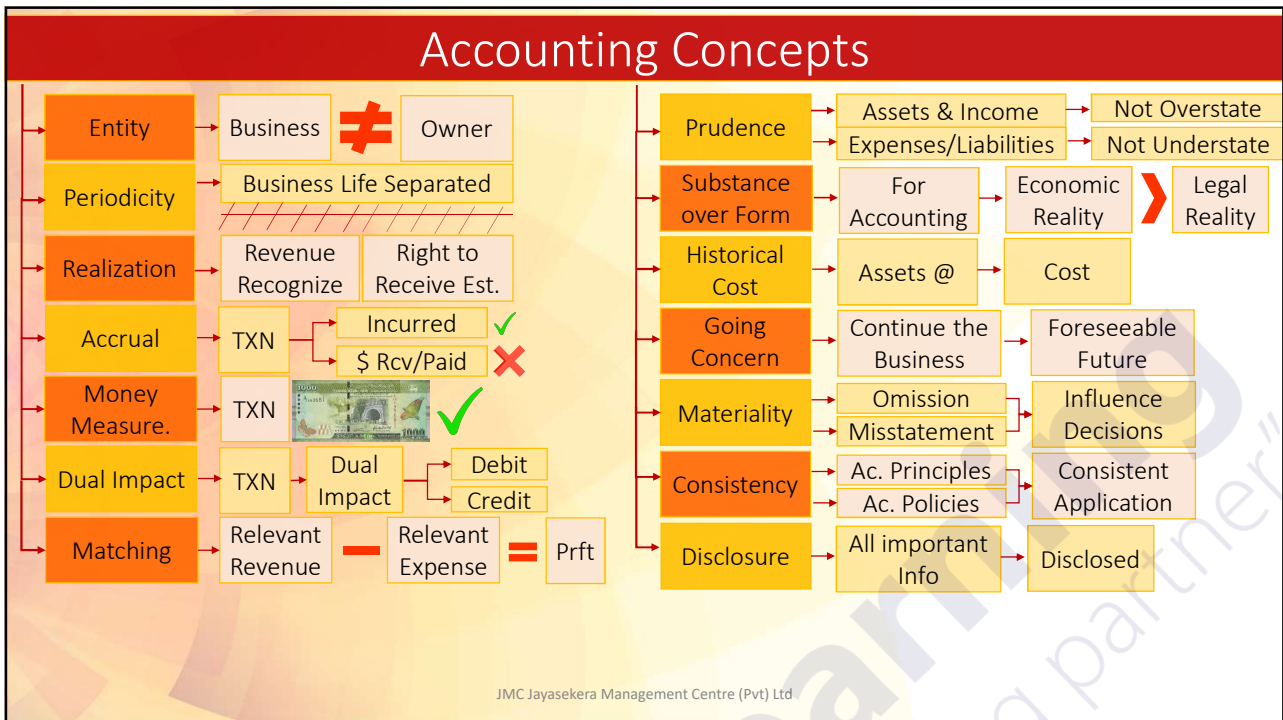 Accounting Concepts
Entity
Business
≠
Owner
Periodicity
Business Life Separated
Realization
Revenue
Recognize
Right to
Receive Est.
Accrual
TXN
Incurred
$ Rcv/Paid
Money
Measure.
TXN
1000
1000
Dual Impact
TXN
Dual
Impact
Debit
Credit
Matching
Relevant
Revenue
−
Relevant
Expense
=
Prft
Prudence
Assets & Income
Not Overstate
Expenses/Liabilities
Not Understate
Substance
over Form
For
Accounting
Economic
Reality
Legal
Reality
Historical
Cost
Assets @
Cost
Going
Concern
Continue the
Business
Foreseeable
Future
Materiality
Omission
Misstatement
Influence
Decisions
Consistency
Ac. Principles
Ac. Policies
Consistent
Application
Disclosure
All important
Info
Disclosed
arning
g partner"
JMC Jayasekera Management Centre (Pvt) Ltd